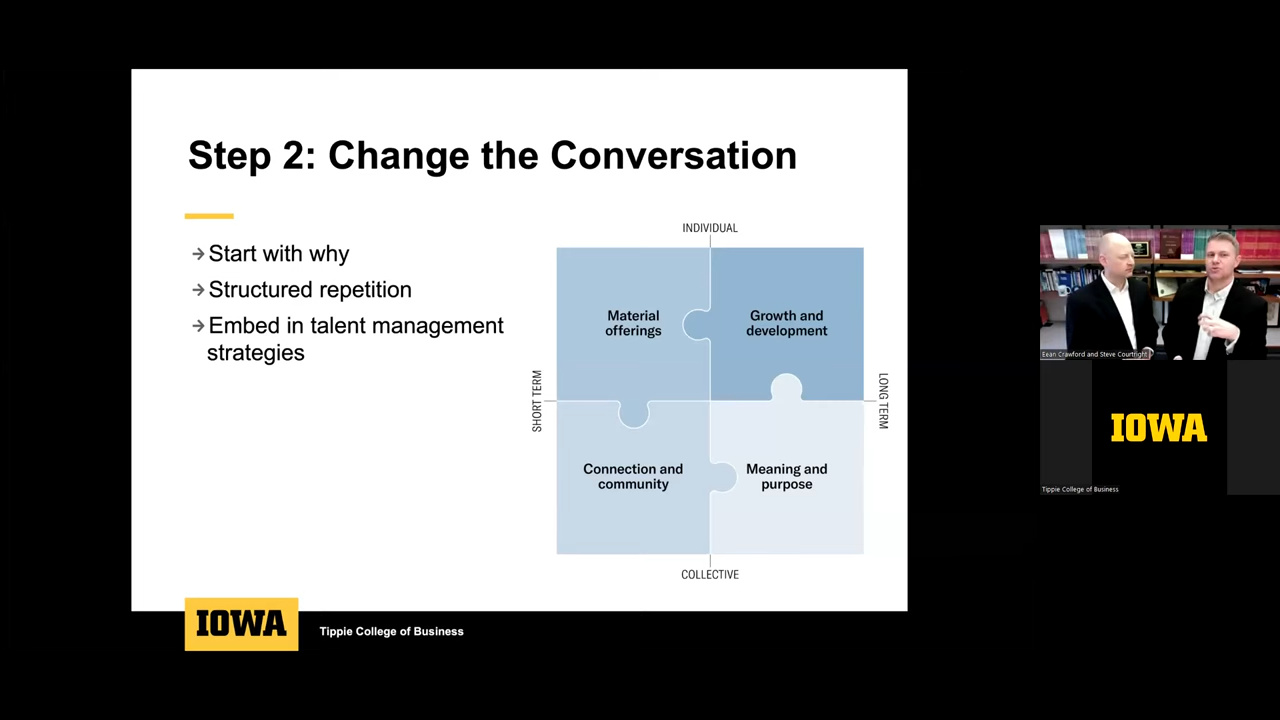 Step 2: Change the Conversation
→Start with why
→Structured repetition
→Embed in talent management
strategies
INDIVIDUAL
Material
offerings
Growth and
development
SHORT TERM
LONG TERM
Connection and
community
Meaning and
purpose
COLLECTIVE
IOWA
Tippie College of Business
Eean Crawford and Steve Courtright
IOWA
Tippie College of Business